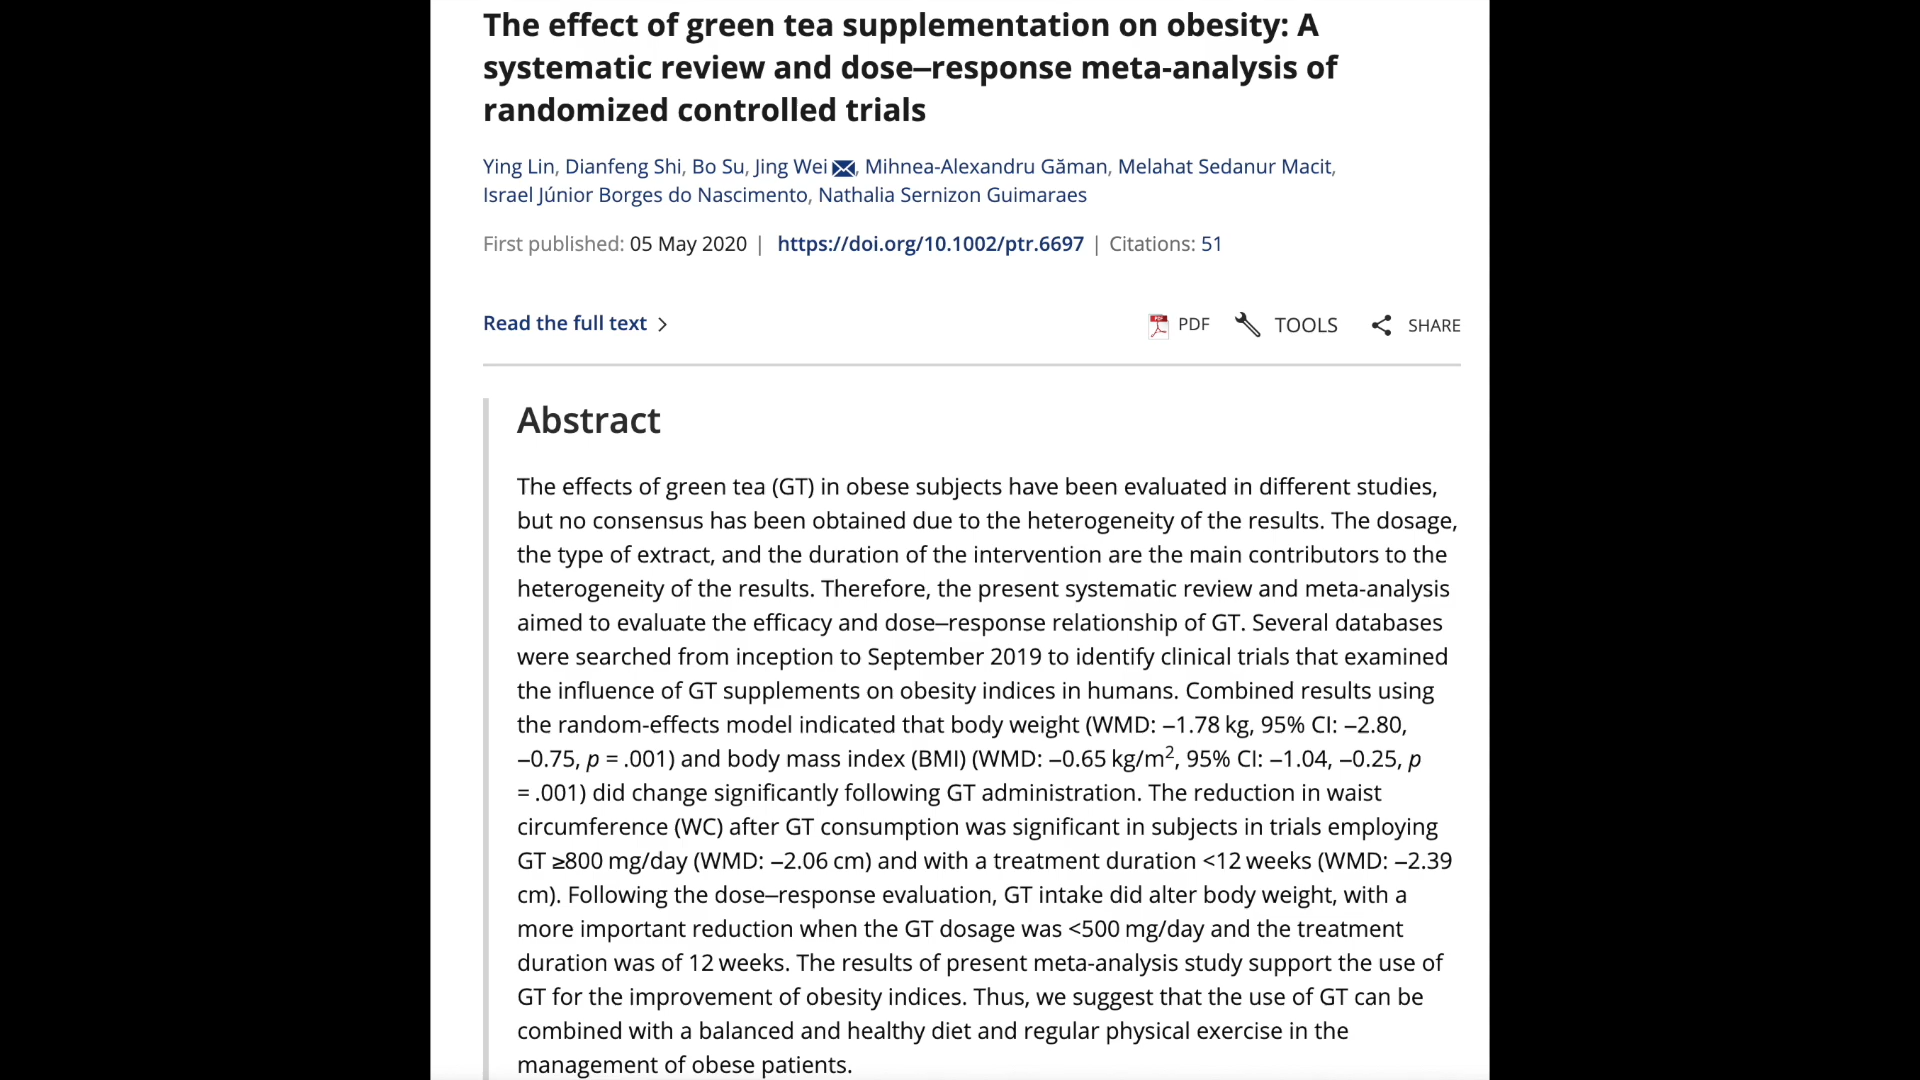 The effect of green tea supplementation on obesity: A
systematic review and dose–response meta-analysis of
randomized controlled trials
Ying Lin, Dianfeng Shi, Bo Su, Jing Wei, Mihnea-Alexandru Găman, Melahat Sedanur Macit,
Israel Júnior Borges do Nascimento, Nathalia Sernizon Guimaraes
First published: 05 May 2020 | https://doi.org/10.1002/ptr.6697 | Citations: 51
Read the full text > PDF TOOLS SHARE
Abstract
The effects of green tea (GT) in obese subjects have been evaluated in different studies,
but no consensus has been obtained due to the heterogeneity of the results. The dosage,
the type of extract, and the duration of the intervention are the main contributors to the
heterogeneity of the results. Therefore, the present systematic review and meta-analysis
aimed to evaluate the efficacy and dose–response relationship of GT. Several databases
were searched from inception to September 2019 to identify clinical trials that examined
the influence of GT supplements on obesity indices in humans. Combined results using
the random-effects model indicated that body weight (WMD: −1.78 kg, 95% CI: −2.80,
−0.75, p = .001) and body mass index (BMI) (WMD: −0.65 kg/m², 95% CI: −1.04, −0.25, p
= .001) did change significantly following GT administration. The reduction in waist
circumference (WC) after GT consumption was significant in subjects in trials employing
GT ≥800 mg/day (WMD: −2.06 cm) and with a treatment duration <12 weeks (WMD: −2.39
cm). Following the dose–response evaluation, GT intake did alter body weight, with a
more important reduction when the GT dosage was <500 mg/day and the treatment
duration was of 12 weeks. The results of present meta-analysis study support the use of
GT for the improvement of obesity indices. Thus, we suggest that the use of GT can be
combined with a balanced and healthy diet and regular physical exercise in the
management of obese patients.